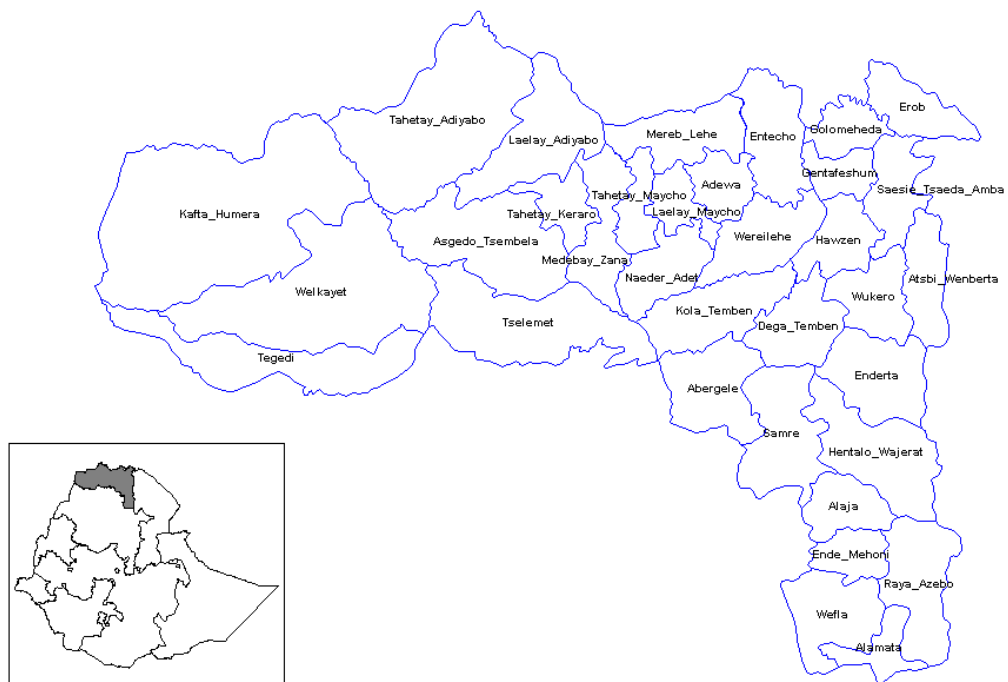 Erob
Tahetay_Adiyabo
Mereb_Lehe
Entecho
Golomeheda
Laelay_Adiyabo
Gentafeshum
Adewa
Saesie_Tsaeda_Amba
Tahetay_Maycho
Kafta_Humera
Tahetay_Keraro
Laelay_Maycho
Asgedo_Tsembela
Wereilehe
Hawzen
Medebay_Zana
Naeder_Adet
Atsbi_Wenberta
Welkayet
Wukero
Kola_Temben
Tselemet
Dega_Temben
Tegedi
Enderta
Abergele
Samre
Hentalo_Wajerat
Alaja
Ende_Mehoni
Raya_Azebo
Wefla
Alamata